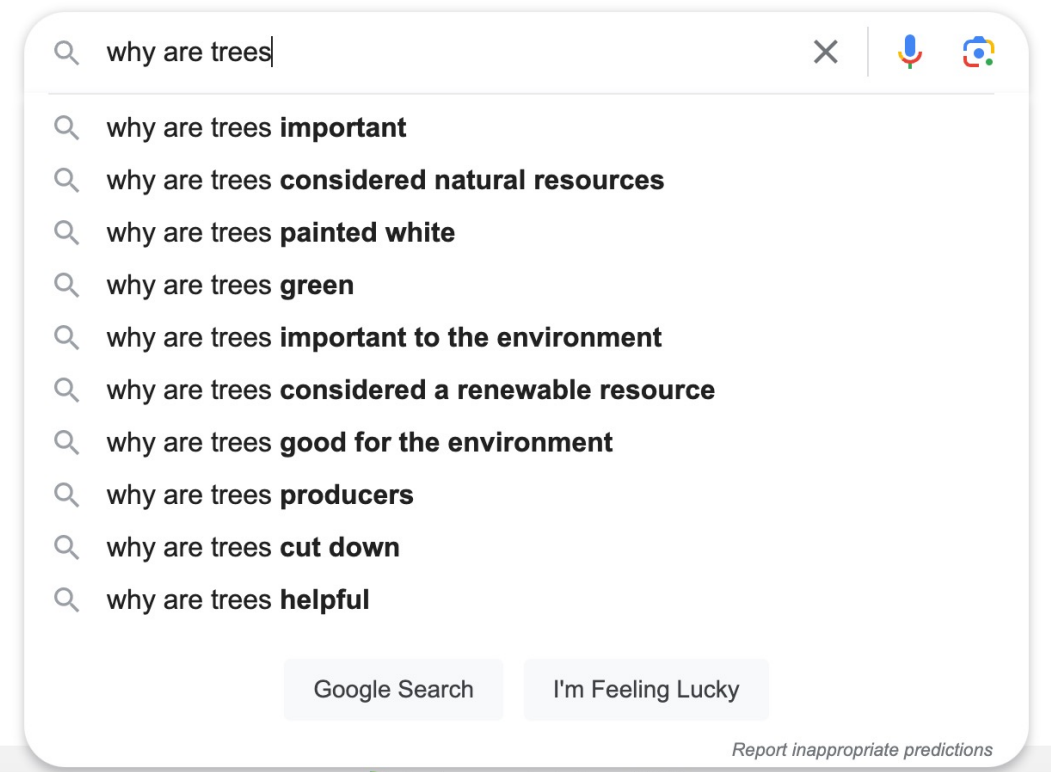 why are trees
why are trees important
why are trees considered natural resources
why are trees painted white
why are trees green
why are trees important to the environment
why are trees considered a renewable resource
why are trees good for the environment
why are trees producers
why are trees cut down
why are trees helpful
Google Search
I'm Feeling Lucky
Report inappropriate predictions